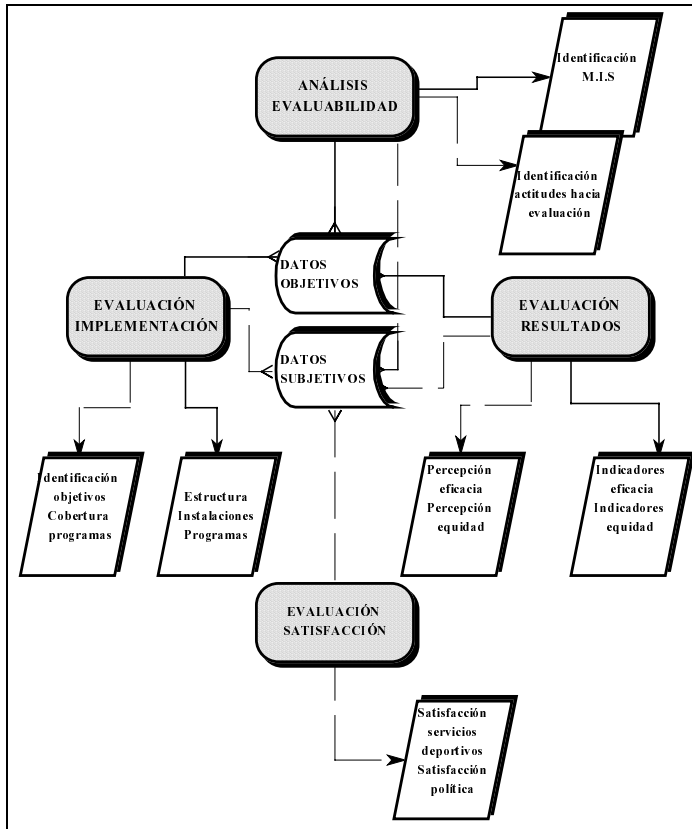 ANÁLISIS
EVALUABILIDAD
Identificación
M.I.S
Identificación
actitudes hacia
evaluación
DATOS
OBJETIVOS
EVALUACIÓN
IMPLEMENTACIÓN
EVALUACIÓN
RESULTADOS
DATOS
SUBJETIVOS
Identificación
objetivos
Cobertura
programas
Estructura
Instalaciones
Programas
Percepción
eficacia
Percepción
equidad
Indicadores
eficacia
Indicadores
equidad
EVALUACIÓN
SATISFACCIÓN
Satisfacción
servicios
deportivos
Satisfacción
política